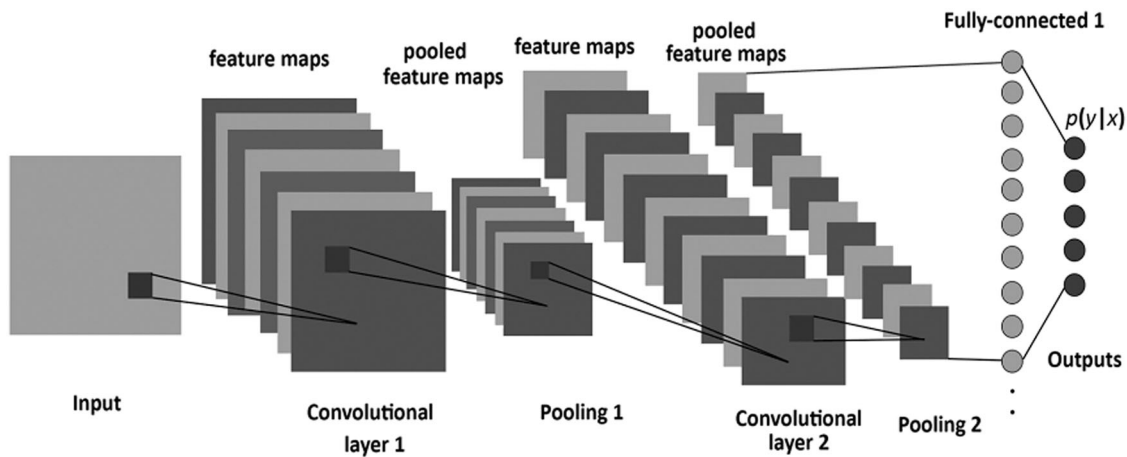 feature maps
pooled
feature maps
feature maps
pooled
feature maps
Fully-connected 1
p(y|x)
Input
Convolutional
layer 1
Pooling 1
Convolutional
layer 2
Pooling 2
Outputs